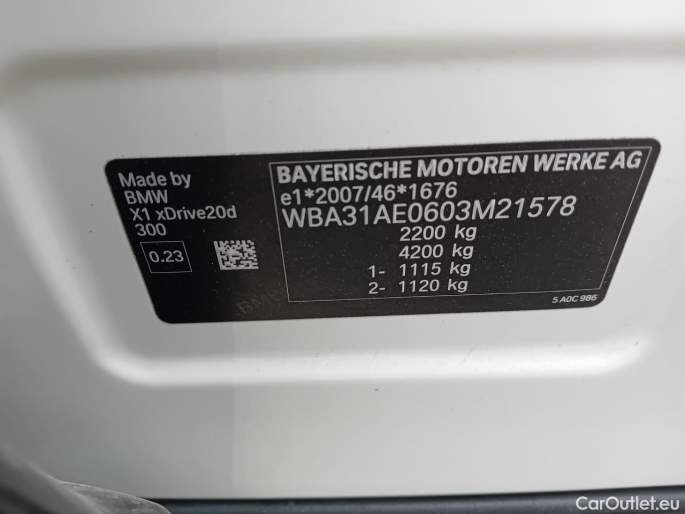 Made by
BMW
X1 xDrive20d
300
0.23
BAYERISCHE MOTOREN WERKE AG
e1*2007/46*1676
WBA31AE0603M21578
2200 kg
4200 kg
1- 1115 kg
2- 1120 kg
BMW
5 A0C 986
CarOutlet.eu